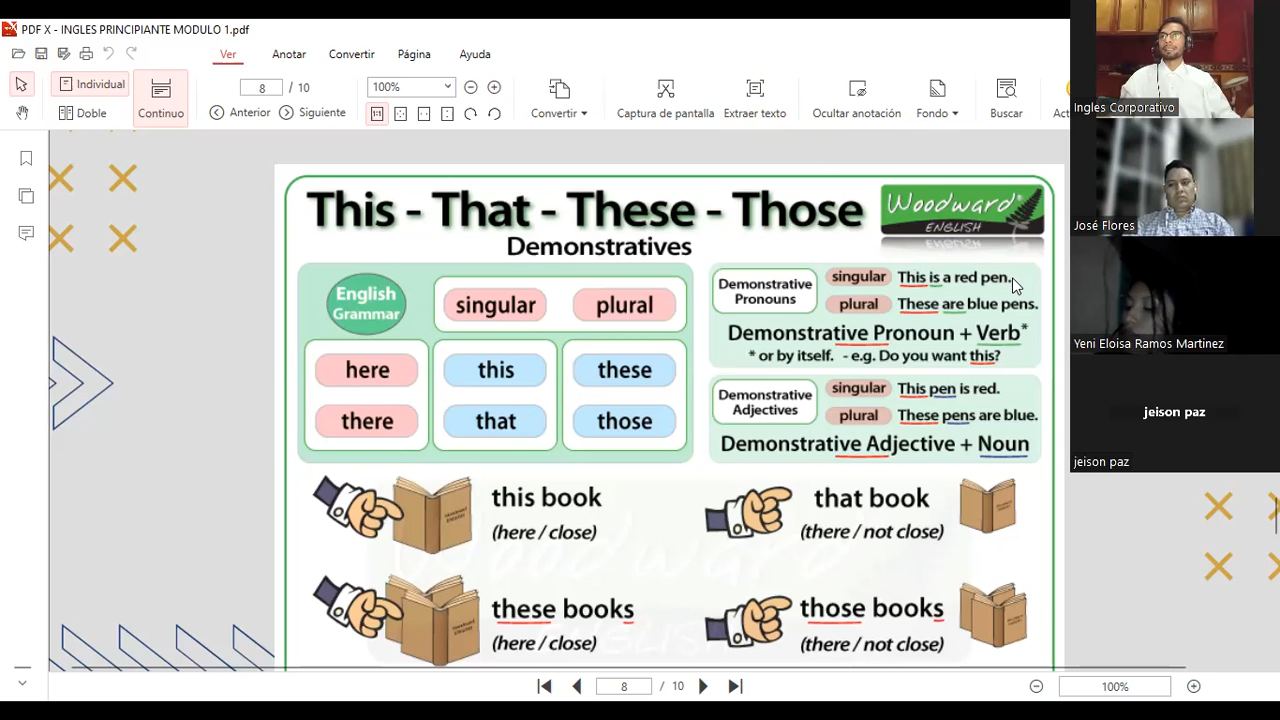 PDF X - INGLES PRINCIPIANTE MODULO 1.pdf
Ver Anotar Convertir Página Ayuda
Individual
Doble
Continuo
8 / 10
Anterior Siguiente
100%
Convertir
Captura de pantalla
Extraer texto
Ocultar anotación
Fondo
Buscar
Ingles Corporativo
José Flores
Yeni Eloisa Ramos Martinez
jeison paz
jeison paz
This - That - These - Those
Demonstratives
Woodward®
ENGLISH
English
Grammar
singular plural
here this these
there that those
Demonstrative
Pronouns
singular This is a red pen.
plural These are blue pens.
Demonstrative Pronoun + Verb*
* or by itself. - e.g. Do you want this?
Demonstrative
Adjectives
singular This pen is red.
plural These pens are blue.
Demonstrative Adjective + Noun
this book
(here / close)
that book
(there / not close)
these books
(here / close)
those books
(there / not close)
8 / 10
100%